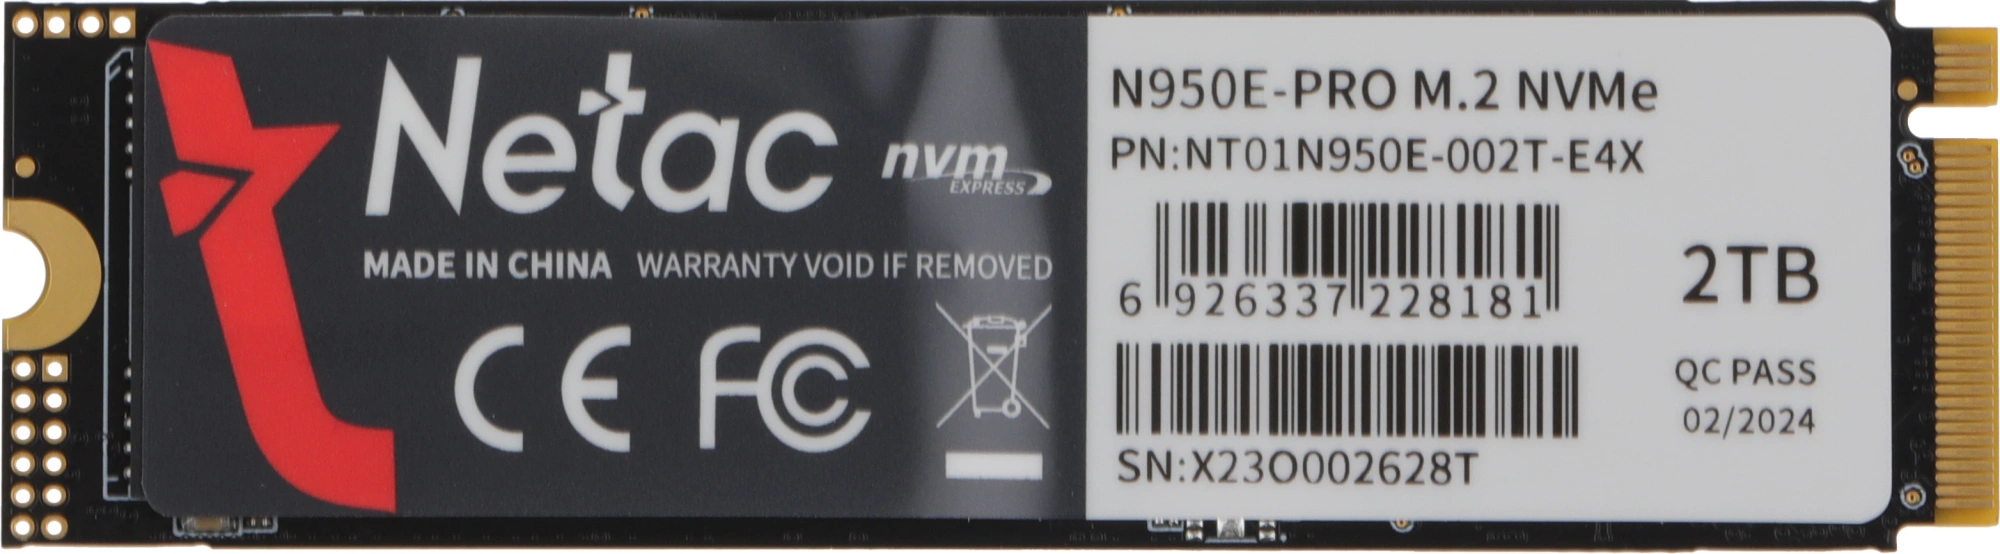 Netac
nvm
EXPRESS
MADE IN CHINA WARRANTY VOID IF REMOVED
CE FC
N950E-PRO M.2 NVMe
PN:NT01N950E-002T-E4X
6 926337 228181
2TB
QC PASS
02/2024
SN:X23O002628T